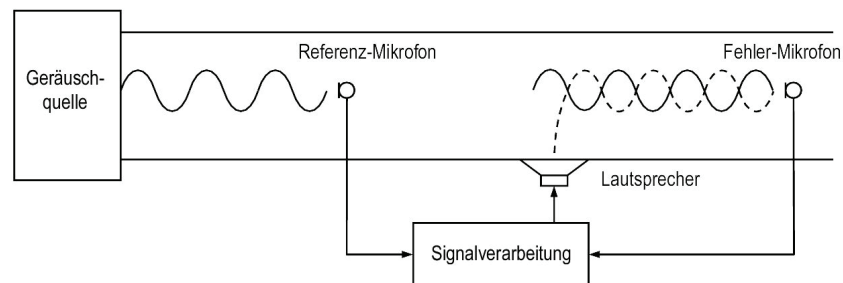 Geräusch-
quelle
Referenz-Mikrofon
Fehler-Mikrofon
Lautsprecher
Signalverarbeitung